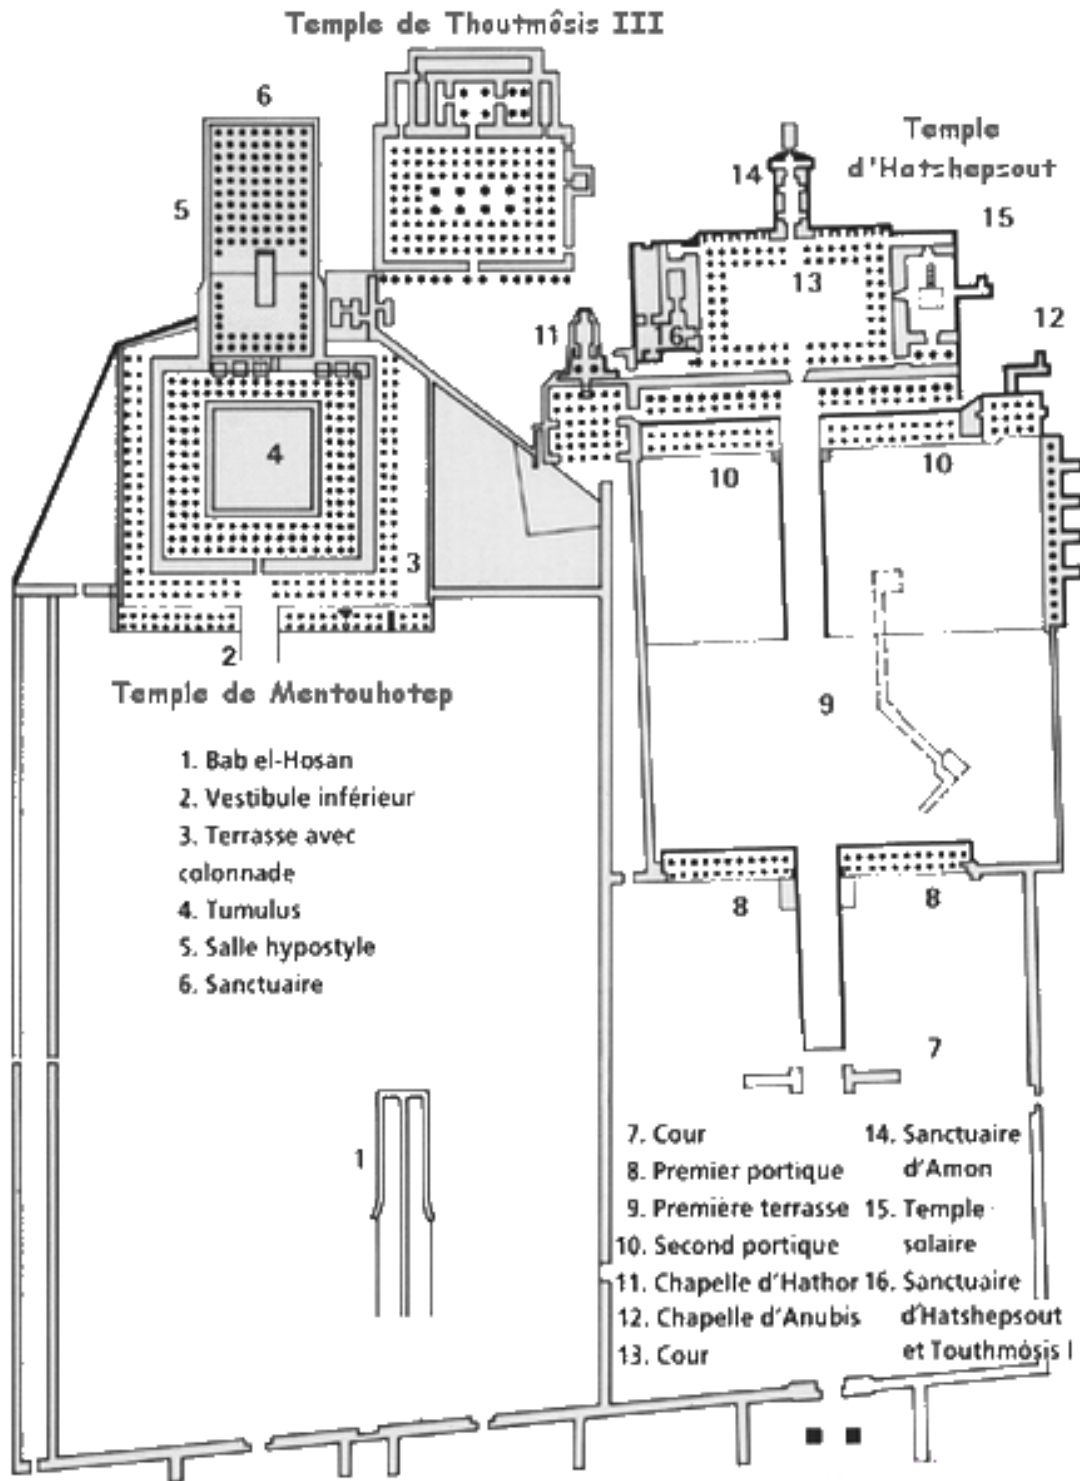 Temple de Thoutmôsis III
6
Temple
d'Hatshepsout
14
5
15
13
11
12
6
4
10
10
3
2
9
Temple de Mentouhotep
1. Bab el-Hosan
2. Vestibule inférieur
3. Terrasse avec
colonnade
4. Tumulus
5. Salle hypostyle
6. Sanctuaire
8
8
7
1
7. Cour
8. Premier portique
9. Première terrasse
10. Second portique
11. Chapelle d'Hathor
12. Chapelle d'Anubis
13. Cour
14. Sanctuaire
d'Amon
15. Temple
solaire
16. Sanctuaire
d'Hatshepsout
et Touthmôsis I